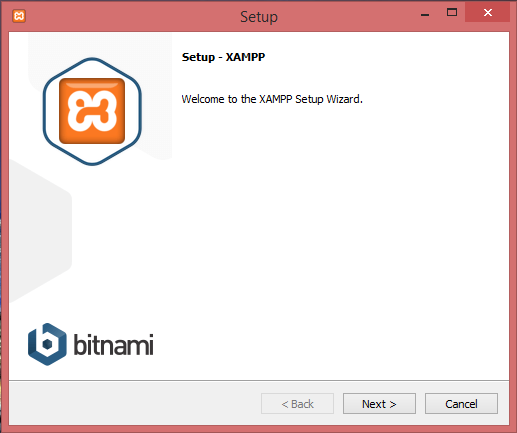 Setup
Setup - XAMPP
Welcome to the XAMPP Setup Wizard.
bitnami
< Back
Next >
Cancel